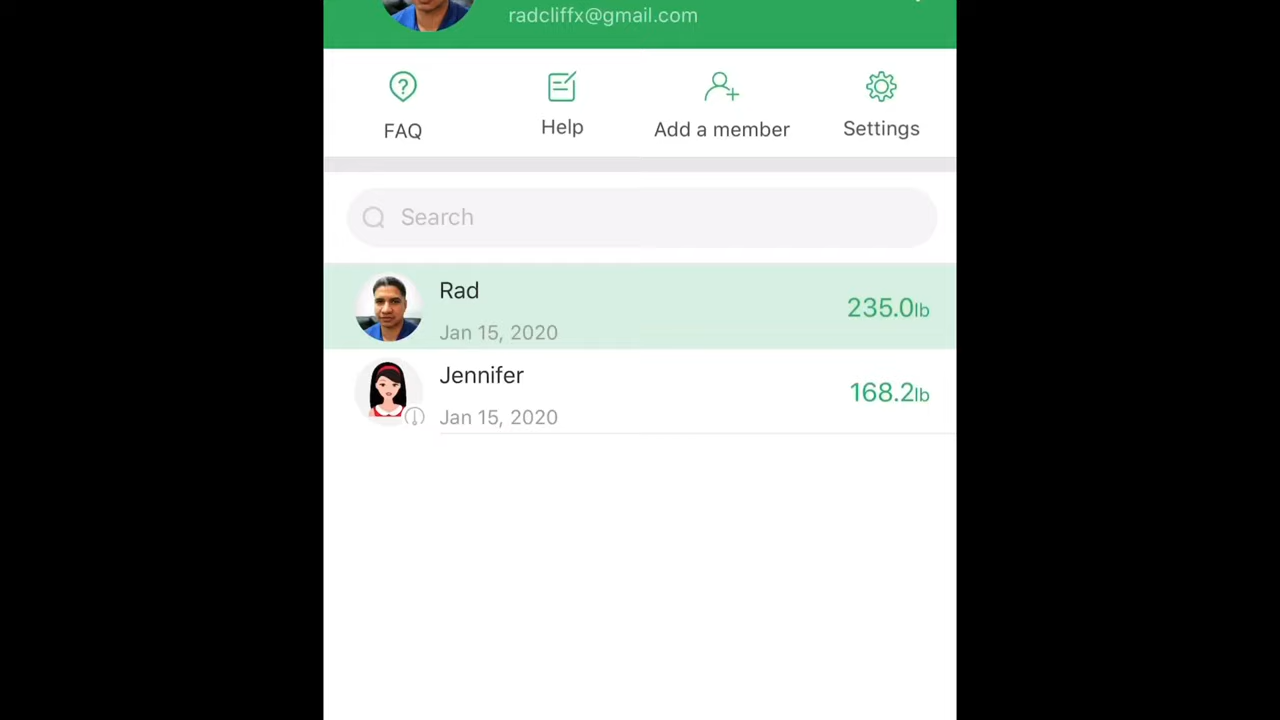 radcliffx@gmail.com
FAQ
Help
Add a member
Settings
Search
Rad
235.0lb
Jan 15, 2020
Jennifer
168.2lb
Jan 15, 2020